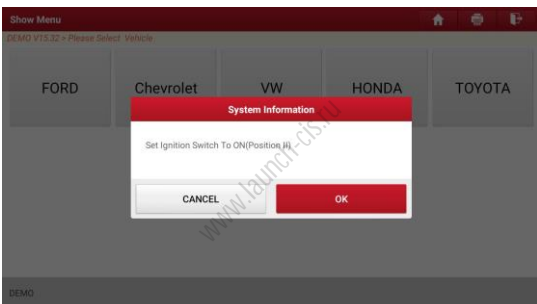 Show Menu
DEMO V15.32 > Please Select Vehicle
FORD Chevrolet VW HONDA TOYOTA
System Information
Set Ignition Switch To ON(Position II)
CANCEL OK
www.launch-cis.ru
DEMO